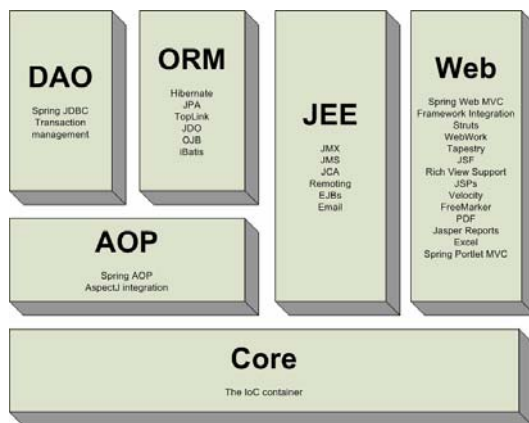 DAO
Spring JDBC
Transaction
management
ORM
Hibernate
JPA
TopLink
JDO
OJB
iBatis
JEE
JMX
JMS
JCA
Remoting
EJBs
Email
Web
Spring Web MVC
Framework Integration
Struts
WebWork
Tapestry
JSF
Rich View Support
JSPs
Velocity
FreeMarker
PDF
Jasper Reports
Excel
Spring Portlet MVC
AOP
Spring AOP
AspectJ integration
Core
The IoC container